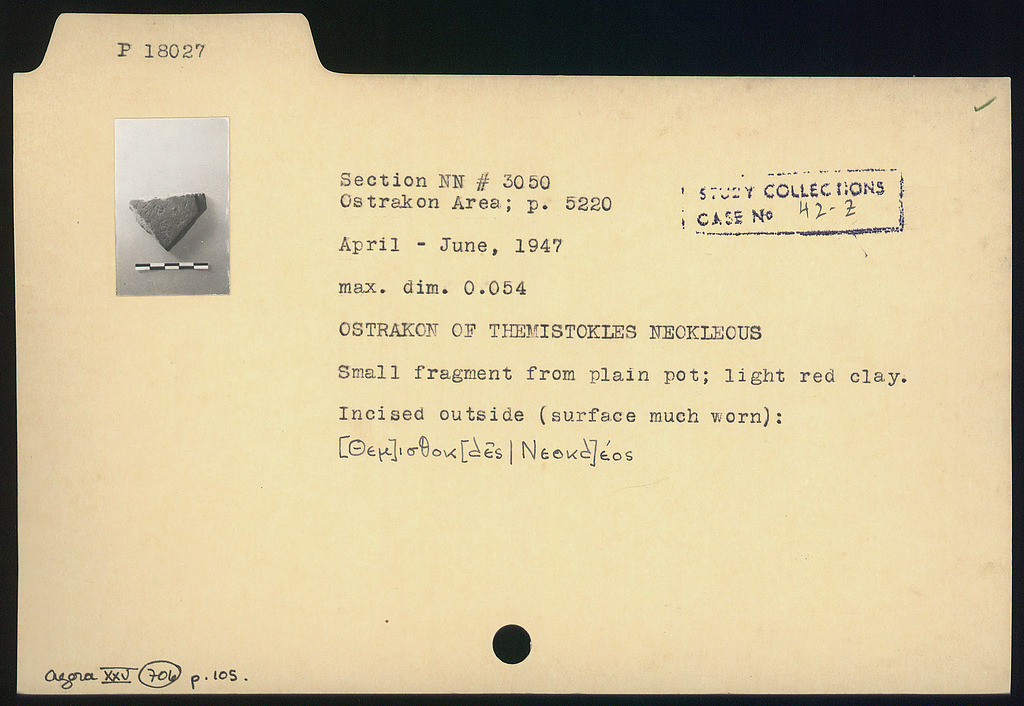 P 18027
Section NN # 3050
Ostrakon Area; p. 5220
STUDY COLLECTIONS
CASE No 42-Z
April - June, 1947
max. dim. 0.054
OSTRAKON OF THEMISTOKLES NEOKLEOUS
Small fragment from plain pot; light red clay.
Incised outside (surface much worn):
[Θεμ]ισθοκ[λε̄ς | Νεοκλ]έος
Agora XXV 706 p. 105.